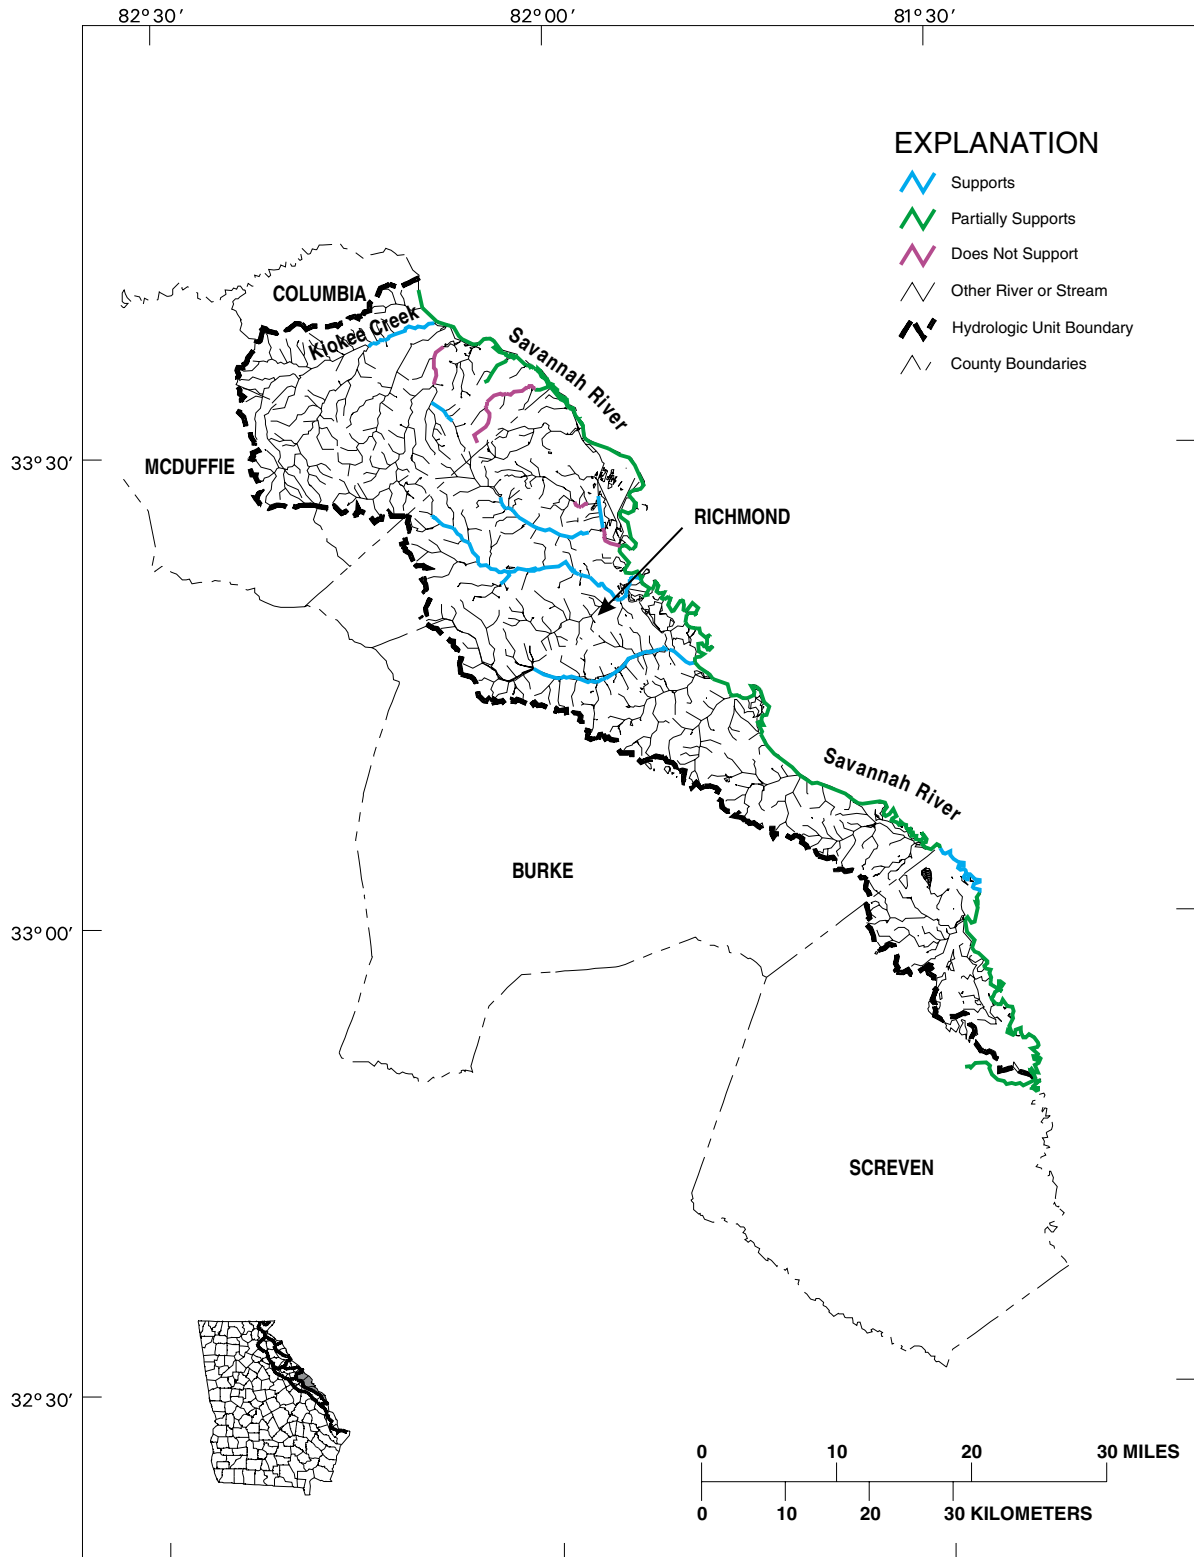 82°30′ 82°00′ 81°30′
EXPLANATION
Supports
Partially Supports
Does Not Support
Other River or Stream
Hydrologic Unit Boundary
County Boundaries
COLUMBIA
Kiokee Creek
Savannah River
33°30′
MCDUFFIE
RICHMOND
Savannah River
BURKE
33°00′
SCREVEN
32°30′
0 10 20 30 MILES
0 10 20 30 KILOMETERS